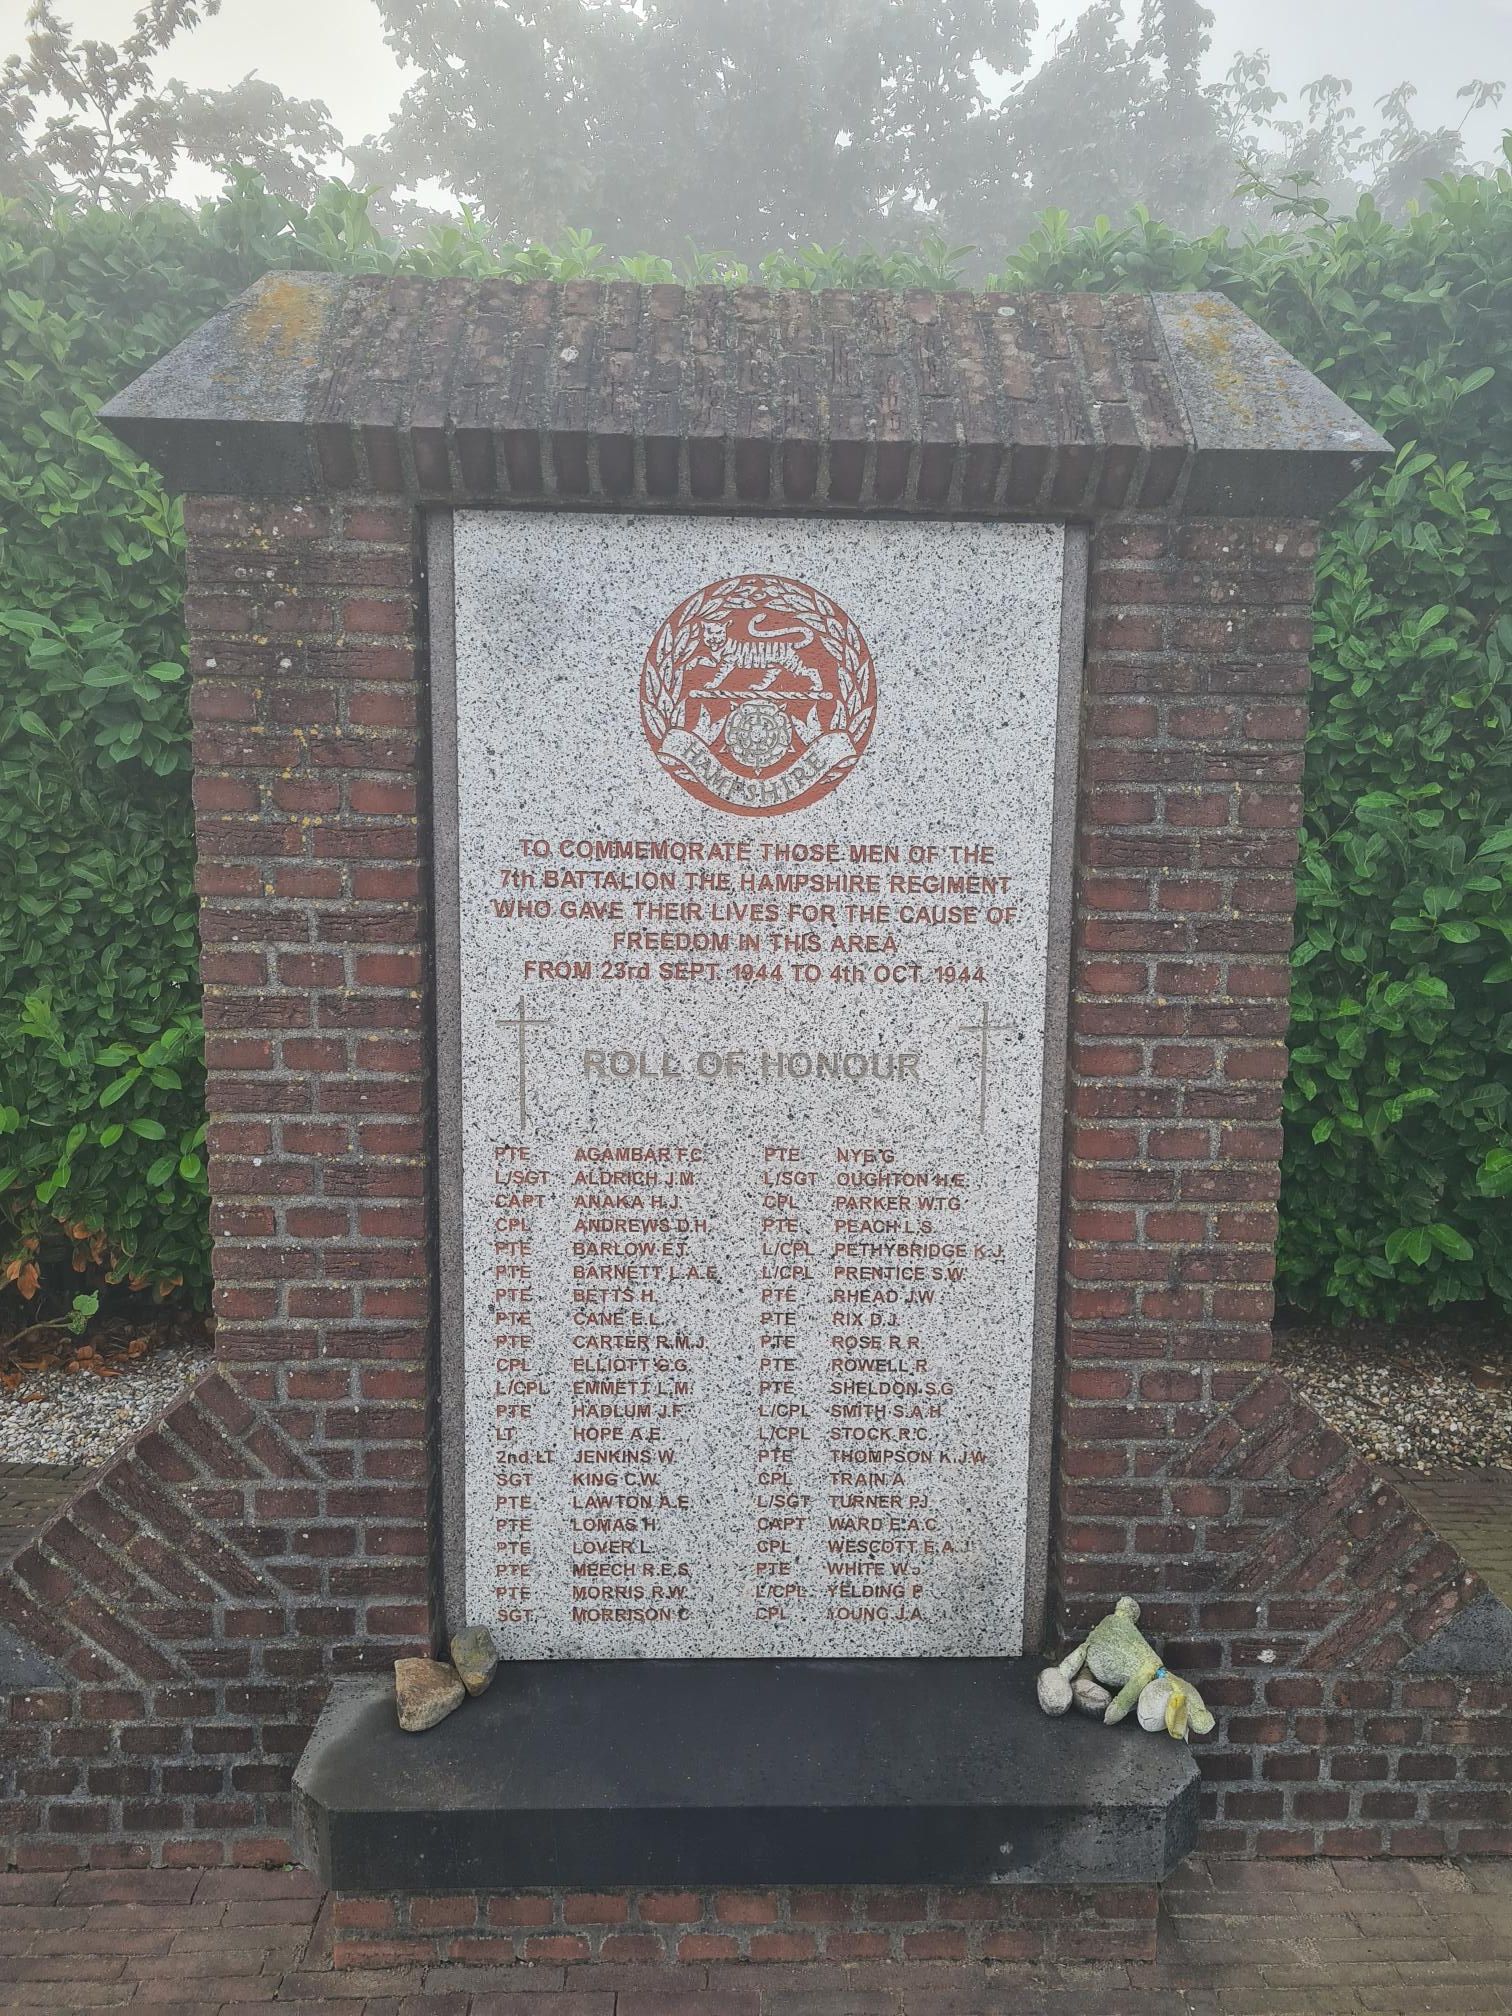 HAMPSHIRE
TO COMMEMORATE THOSE MEN OF THE
7th BATTALION THE HAMPSHIRE REGIMENT
WHO GAVE THEIR LIVES FOR THE CAUSE OF
FREEDOM IN THIS AREA
FROM 23rd SEPT. 1944 TO 4th OCT. 1944
ROLL OF HONOUR
PTE AGAMBAR F.C.
L/SGT ALDRICH J.M.
CAPT ANAKA H.J.
CPL ANDREWS D.H.
PTE BARLOW E.T.
PTE BARNETT L.A.E.
PTE BETTS H.
PTE CANE E.L.
PTE CARTER R.M.J.
CPL ELLIOTT G.G.
L/CPL EMMETT L.M.
PTE HADLUM J.F.
LT HOPE A.E.
2nd.LT JENKINS W.
SGT KING C.W.
PTE LAWTON A.E.
PTE LOMAS H.
PTE LOVER L.
PTE MEECH R.E.S.
PTE MORRIS R.W.
SGT MORRISON C.
PTE NYE G.
L/SGT OUGHTON H.E.
CPL PARKER W.T.G.
PTE PEACH L.S.
L/CPL PETHYBRIDGE K.J.
L/CPL PRENTICE S.W.
PTE RHEAD J.W.
PTE RIX D.J.
PTE ROSE R.R.
PTE ROWELL R.
PTE SHELDON S.G.
L/CPL SMITH S.A.H.
L/CPL STOCK R.C.
PTE THOMPSON K.J.W.
CPL TRAIN A.
L/SGT TURNER P.J.
CAPT WARD E.A.C.
CPL WESCOTT E.A.J.
PTE WHITE W.J.
L/CPL YELDING P.
CPL YOUNG J.A.